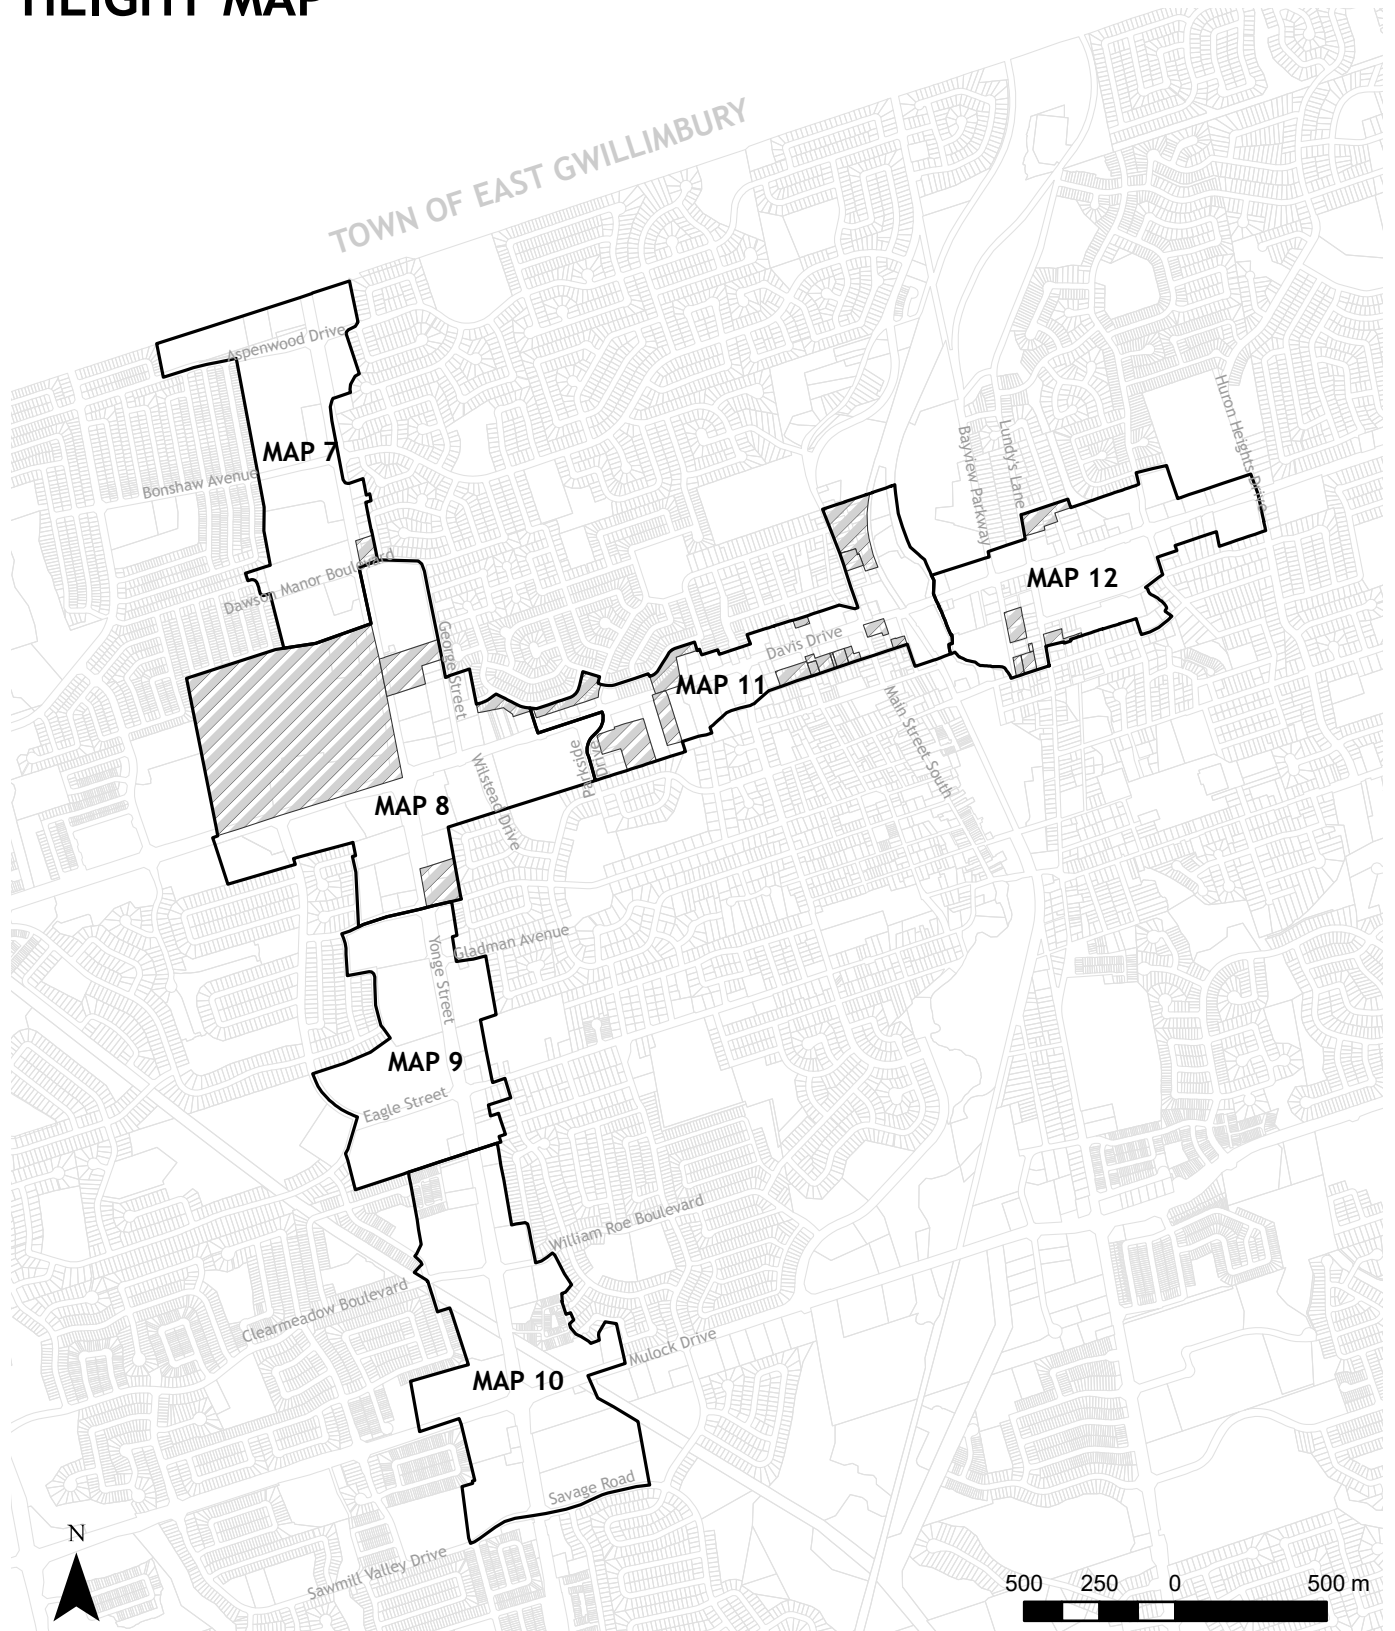 HEIGHT MAP
TOWN OF EAST GWILLIMBURY
Aspenwood Drive
Huron Heights Drive
MAP 7
Bayview Parkway
Lundy's Lane
Bonshaw Avenue
Dawson Manor Boulevard
MAP 12
George Street
Davis Drive
MAP 11
Main Street South
Parkside
Drive
Wilstead Drive
MAP 8
Yonge Street
Gladman Avenue
MAP 9
Eagle Street
William Roe Boulevard
Clearmeadow Boulevard
Mulock Drive
MAP 10
Savage Road
N
Sawmill Valley Drive
500 250 0 500 m